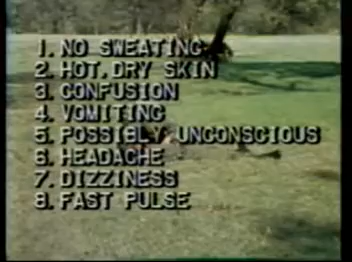 1. NO SWEATING
2. HOT, DRY SKIN
3. CONFUSION
4. VOMITING
5. POSSIBLY UNCONSCIOUS
6. HEADACHE
7. DIZZINESS
8. FAST PULSE